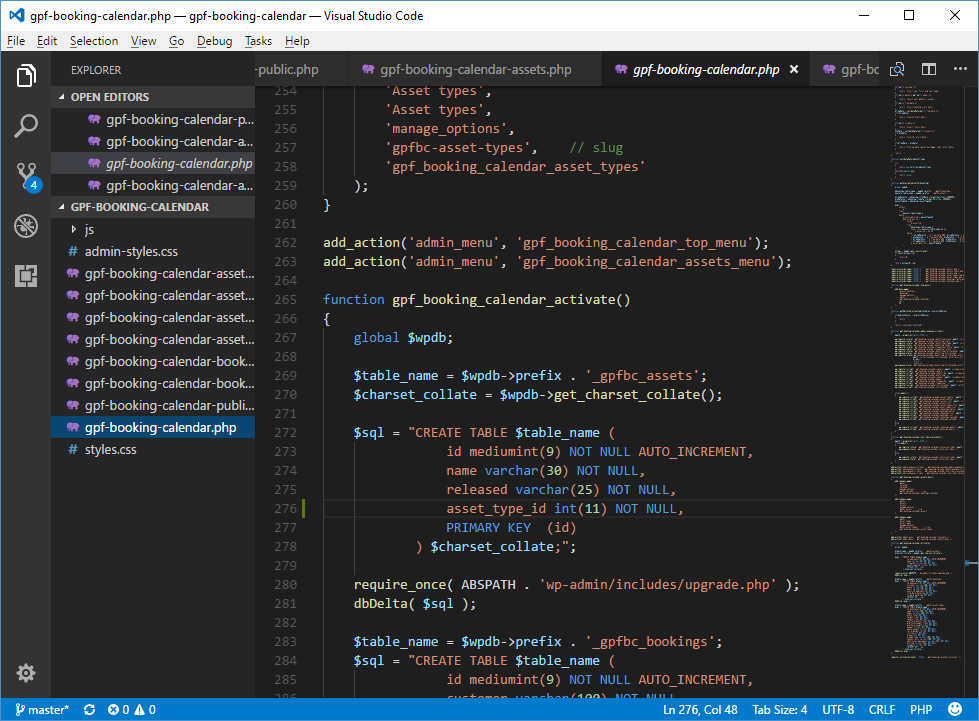 gpf-booking-calendar.php — gpf-booking-calendar — Visual Studio Code
File Edit Selection View Go Debug Tasks Help
EXPLORER
OPEN EDITORS
gpf-booking-calendar-p...
gpf-booking-calendar-a...
gpf-booking-calendar.php
gpf-booking-calendar-a...
GPF-BOOKING-CALENDAR
js
# admin-styles.css
gpf-booking-calendar-asset...
gpf-booking-calendar-asset...
gpf-booking-calendar-asset...
gpf-booking-calendar-asset...
gpf-booking-calendar-book...
gpf-booking-calendar-book...
gpf-booking-calendar-publi...
gpf-booking-calendar.php
# styles.css
4
-public.php gpf-booking-calendar-assets.php gpf-booking-calendar.php × gpf-bo
254 'Asset types',
255 'Asset types',
256 'manage_options',
257 'gpfbc-asset-types', // slug
258 'gpf_booking_calendar_asset_types'
259 );
260 }
261
262 add_action('admin_menu', 'gpf_booking_calendar_top_menu');
263 add_action('admin_menu', 'gpf_booking_calendar_assets_menu');
264
265 function gpf_booking_calendar_activate()
266 {
267 global $wpdb;
268
269 $table_name = $wpdb->prefix . '_gpfbc_assets';
270 $charset_collate = $wpdb->get_charset_collate();
271
272 $sql = "CREATE TABLE $table_name (
273 id mediumint(9) NOT NULL AUTO_INCREMENT,
274 name varchar(30) NOT NULL,
275 released varchar(25) NOT NULL,
276 asset_type_id int(11) NOT NULL,
277 PRIMARY KEY  (id)
278 ) $charset_collate;";
279
280 require_once( ABSPATH . 'wp-admin/includes/upgrade.php' );
281 dbDelta( $sql );
282
283 $table_name = $wpdb->prefix . '_gpfbc_bookings';
284 $sql = "CREATE TABLE $table_name (
285 id mediumint(9) NOT NULL AUTO_INCREMENT,
286 customer varchar(100) NOT NULL
master* 0 0 Ln 276, Col 48 Tab Size: 4 UTF-8 CRLF PHP